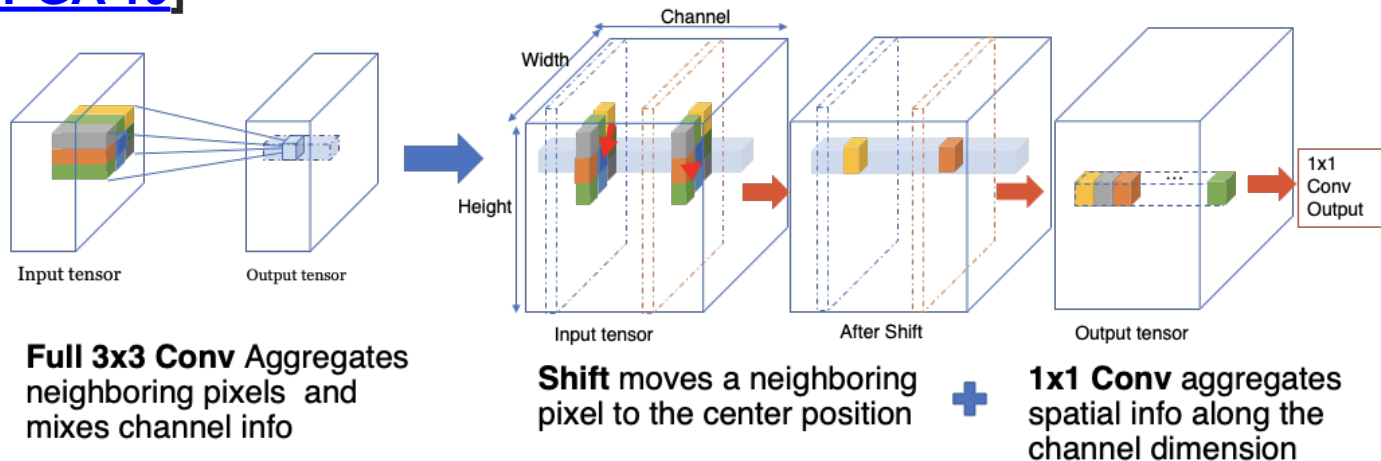 Channel
Width
Height
Input tensor
Output tensor
Input tensor
After Shift
Output tensor
...
1x1
Conv
Output
Full 3x3 Conv Aggregates
neighboring pixels and
mixes channel info
Shift moves a neighboring
pixel to the center position
1x1 Conv aggregates
spatial info along the
channel dimension